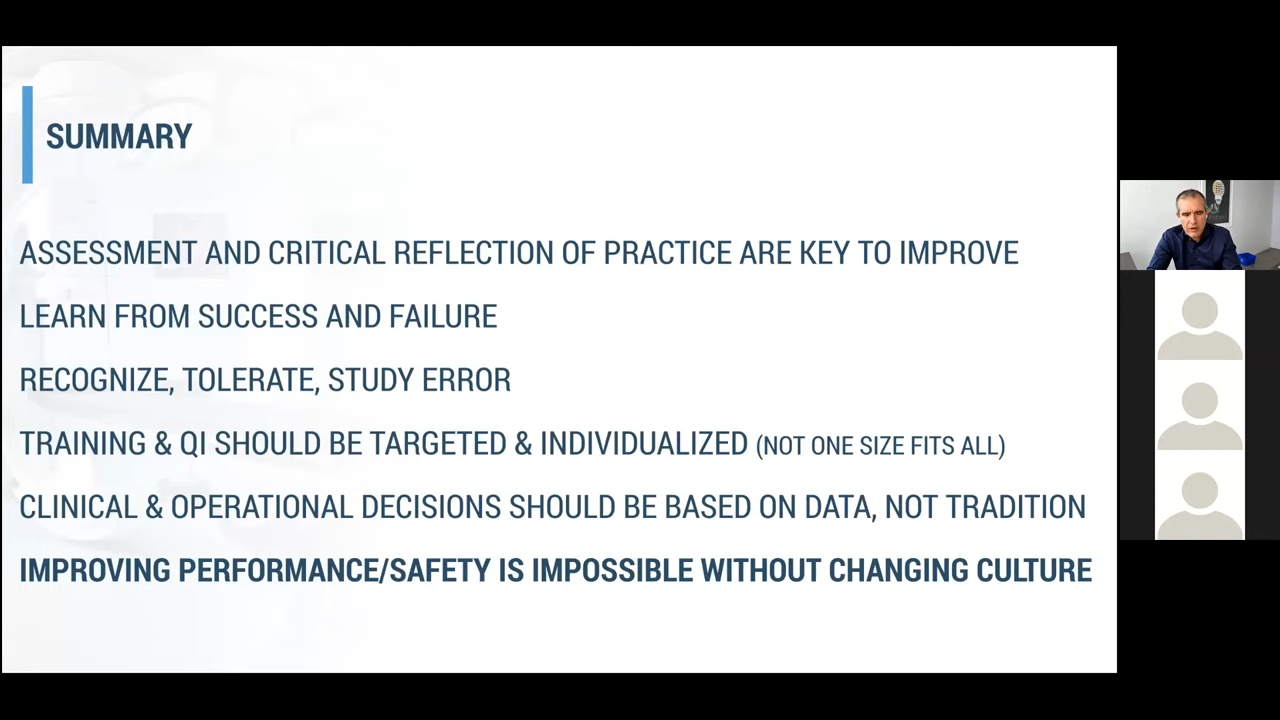 SUMMARY
ASSESSMENT AND CRITICAL REFLECTION OF PRACTICE ARE KEY TO IMPROVE
LEARN FROM SUCCESS AND FAILURE
RECOGNIZE, TOLERATE, STUDY ERROR
TRAINING & QI SHOULD BE TARGETED & INDIVIDUALIZED (NOT ONE SIZE FITS ALL)
CLINICAL & OPERATIONAL DECISIONS SHOULD BE BASED ON DATA, NOT TRADITION
IMPROVING PERFORMANCE/SAFETY IS IMPOSSIBLE WITHOUT CHANGING CULTURE